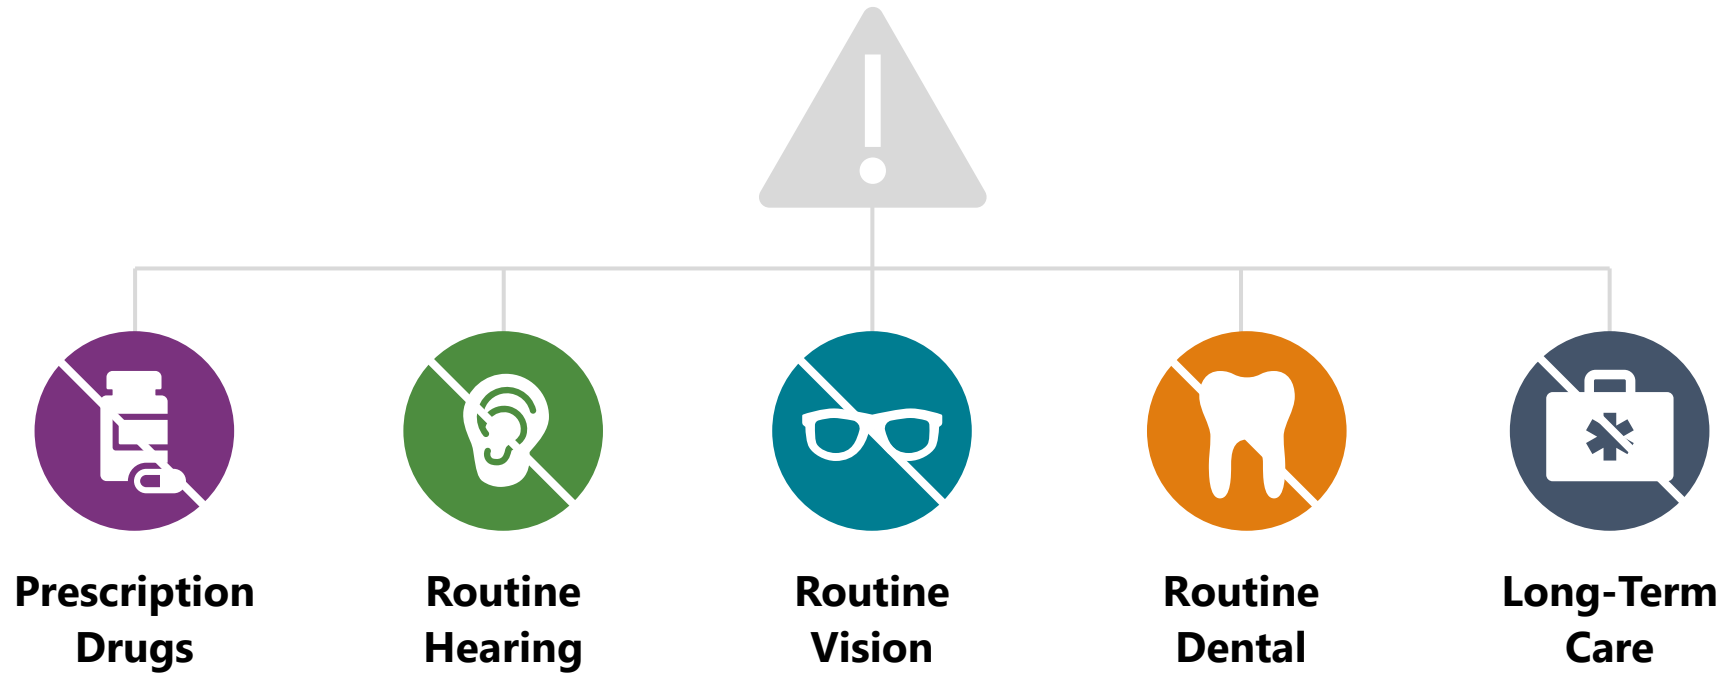 Prescription
Drugs
Routine
Hearing
Routine
Vision
Routine
Dental
Long-Term
Care